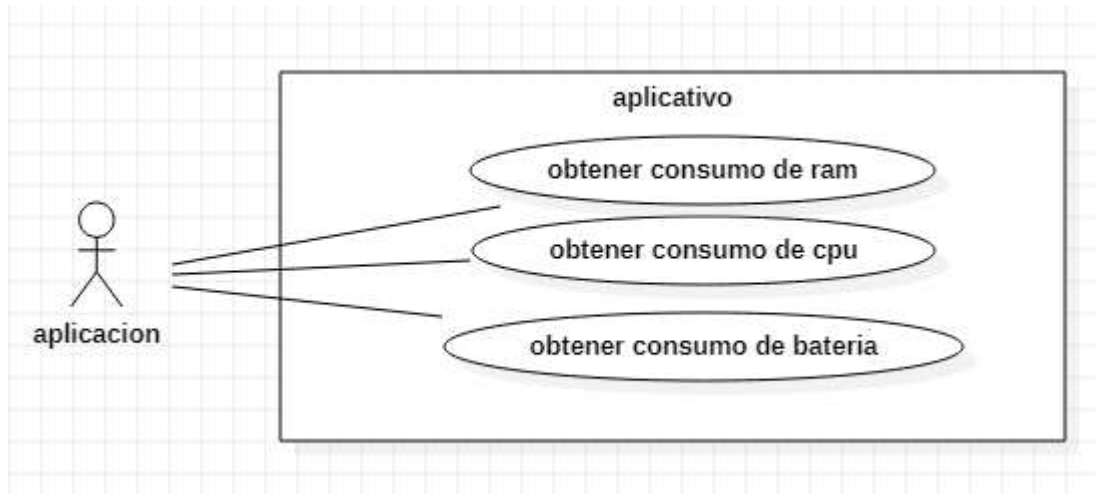 aplicativo
obtener consumo de ram
obtener consumo de cpu
aplicacion
obtener consumo de bateria